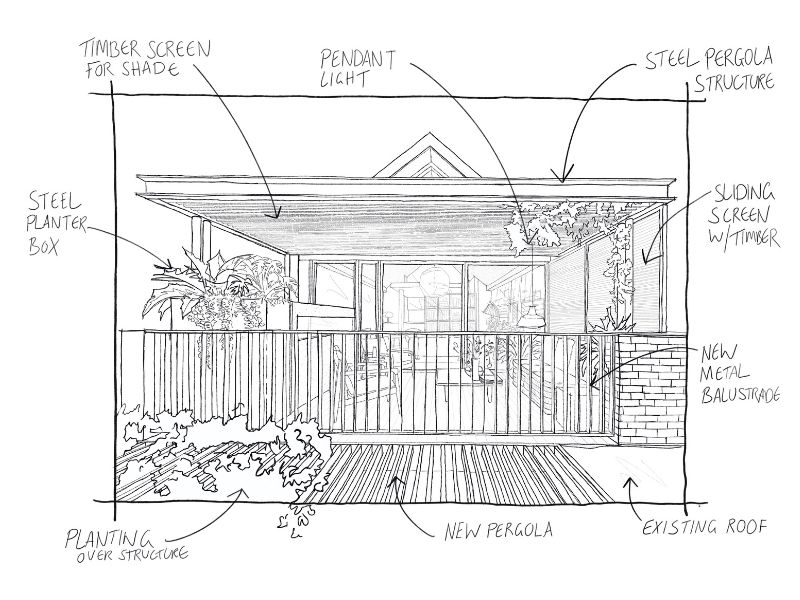 TIMBER SCREEN
FOR SHADE
PENDANT
LIGHT
STEEL PERGOLA
STRUCTURE
STEEL
PLANTER
BOX
SLIDING
SCREEN
W/TIMBER
NEW
METAL
BALUSTRADE
PLANTING
OVER STRUCTURE
NEW PERGOLA
EXISTING ROOF